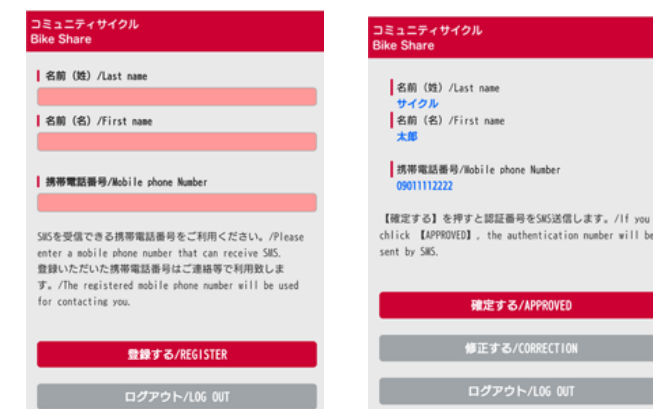 コミュニティサイクル
Bike Share
名前（姓）/Last name
名前（名）/First name
携帯電話番号/Mobile phone Number
SMSを受信できる携帯電話番号をご利用ください。/Please
enter a mobile phone number that can receive SMS.
登録いただいた携帯電話番号はご連絡等で利用致しま
す。/The registered mobile phone number will be used
for contacting you.
登録する/REGISTER
ログアウト/LOG OUT
コミュニティサイクル
Bike Share
名前（姓）/Last name
サイクル
名前（名）/First name
太郎
携帯電話番号/Mobile phone Number
09011112222
【確定する】を押すと認証番号をSMS送信します。/If you
chlick 【APPROVED】, the authentication number will be
sent by SMS.
確定する/APPROVED
修正する/CORRECTION
ログアウト/LOG OUT